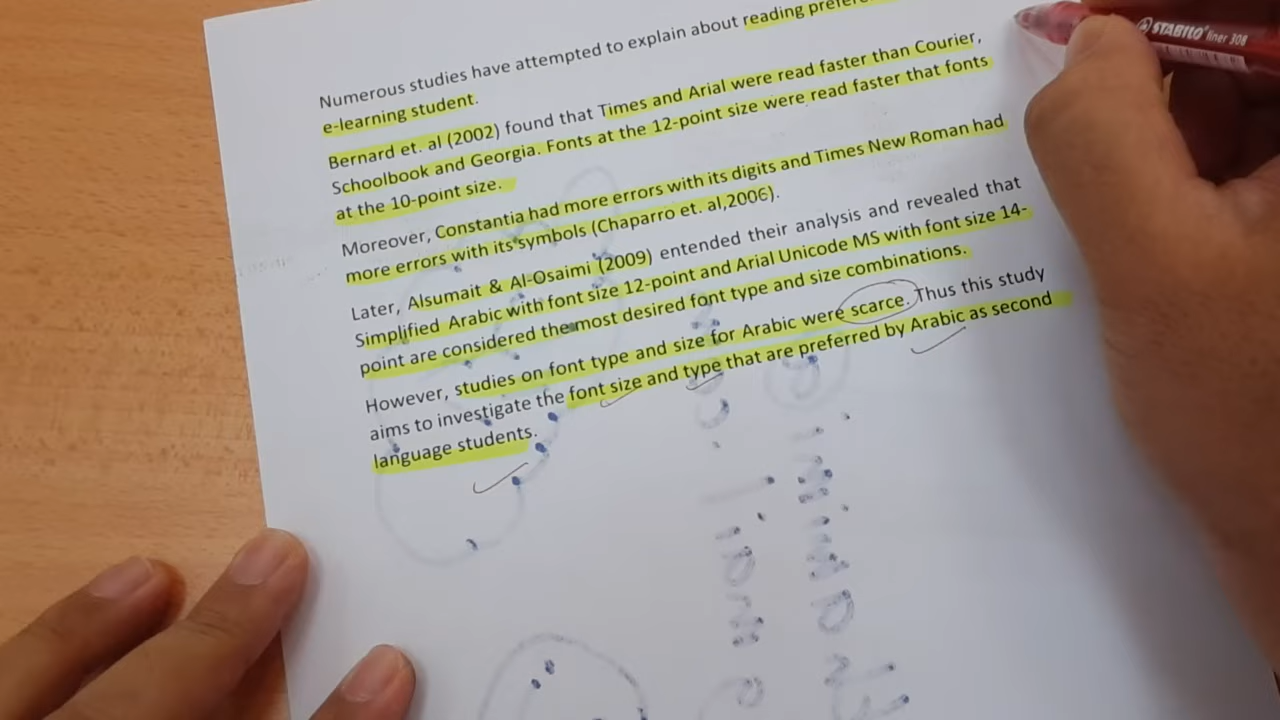 Numerous studies have attempted to explain about reading
e-learning student.
Bernard et. al (2002) found that Times and Arial were read faster than Courier,
Schoolbook and Georgia. Fonts at the 12-point size were read faster that fonts
at the 10-point size.
Moreover, Constantia had more errors with its digits and Times New Roman had
more errors with its symbols (Chaparro et. al,2006).
Later, Alsumait & Al-Osaimi (2009) entended their analysis and revealed that
Simplified Arabic with font size 12-point and Arial Unicode MS with font size 14-
point are considered the most desired font type and size combinations.
However, studies on font type and size for Arabic were scarce. Thus this study
aims to investigate the font size and type that are preferred by Arabic as second
language students.
STABILO liner 308